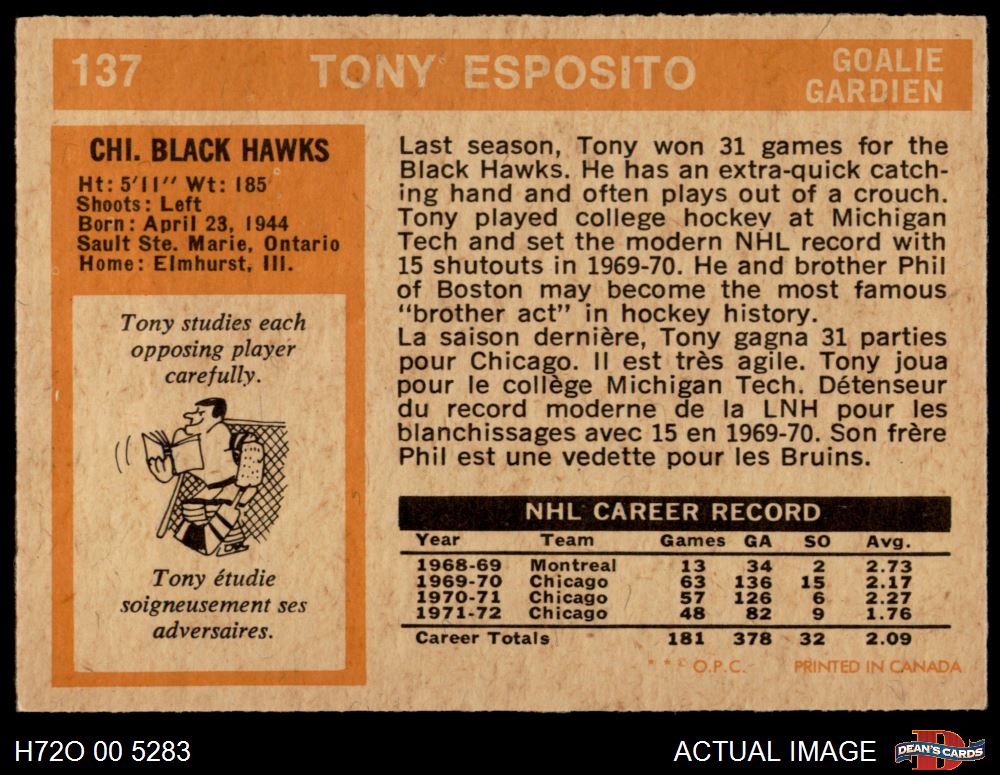 137
TONY ESPOSITO
GOALIE
GARDIEN
CHI. BLACK HAWKS
Ht: 5'11" Wt: 185
Shoots: Left
Born: April 23, 1944
Sault Ste. Marie, Ontario
Home: Elmhurst, Ill.
Tony studies each
opposing player
carefully.
Tony étudie
soigneusement ses
adversaires.
Last season, Tony won 31 games for the
Black Hawks. He has an extra-quick catch-
ing hand and often plays out of a crouch.
Tony played college hockey at Michigan
Tech and set the modern NHL record with
15 shutouts in 1969-70. He and brother Phil
of Boston may become the most famous
“brother act” in hockey history.
La saison dernière, Tony gagna 31 parties
pour Chicago. Il est très agile. Tony joua
pour le collège Michigan Tech. Détenseur
du record moderne de la LNH pour les
blanchissages avec 15 en 1969-70. Son frère
Phil est une vedette pour les Bruins.
NHL CAREER RECORD
Year Team Games GA SO Avg.
1968-69 Montreal 13 34 2 2.73
1969-70 Chicago 63 136 15 2.17
1970-71 Chicago 57 126 6 2.27
1971-72 Chicago 48 82 9 1.76
Career Totals 181 378 32 2.09
* * © O.P.C. PRINTED IN CANADA
H72O 00 5283
ACTUAL IMAGE
DEAN'S CARDS